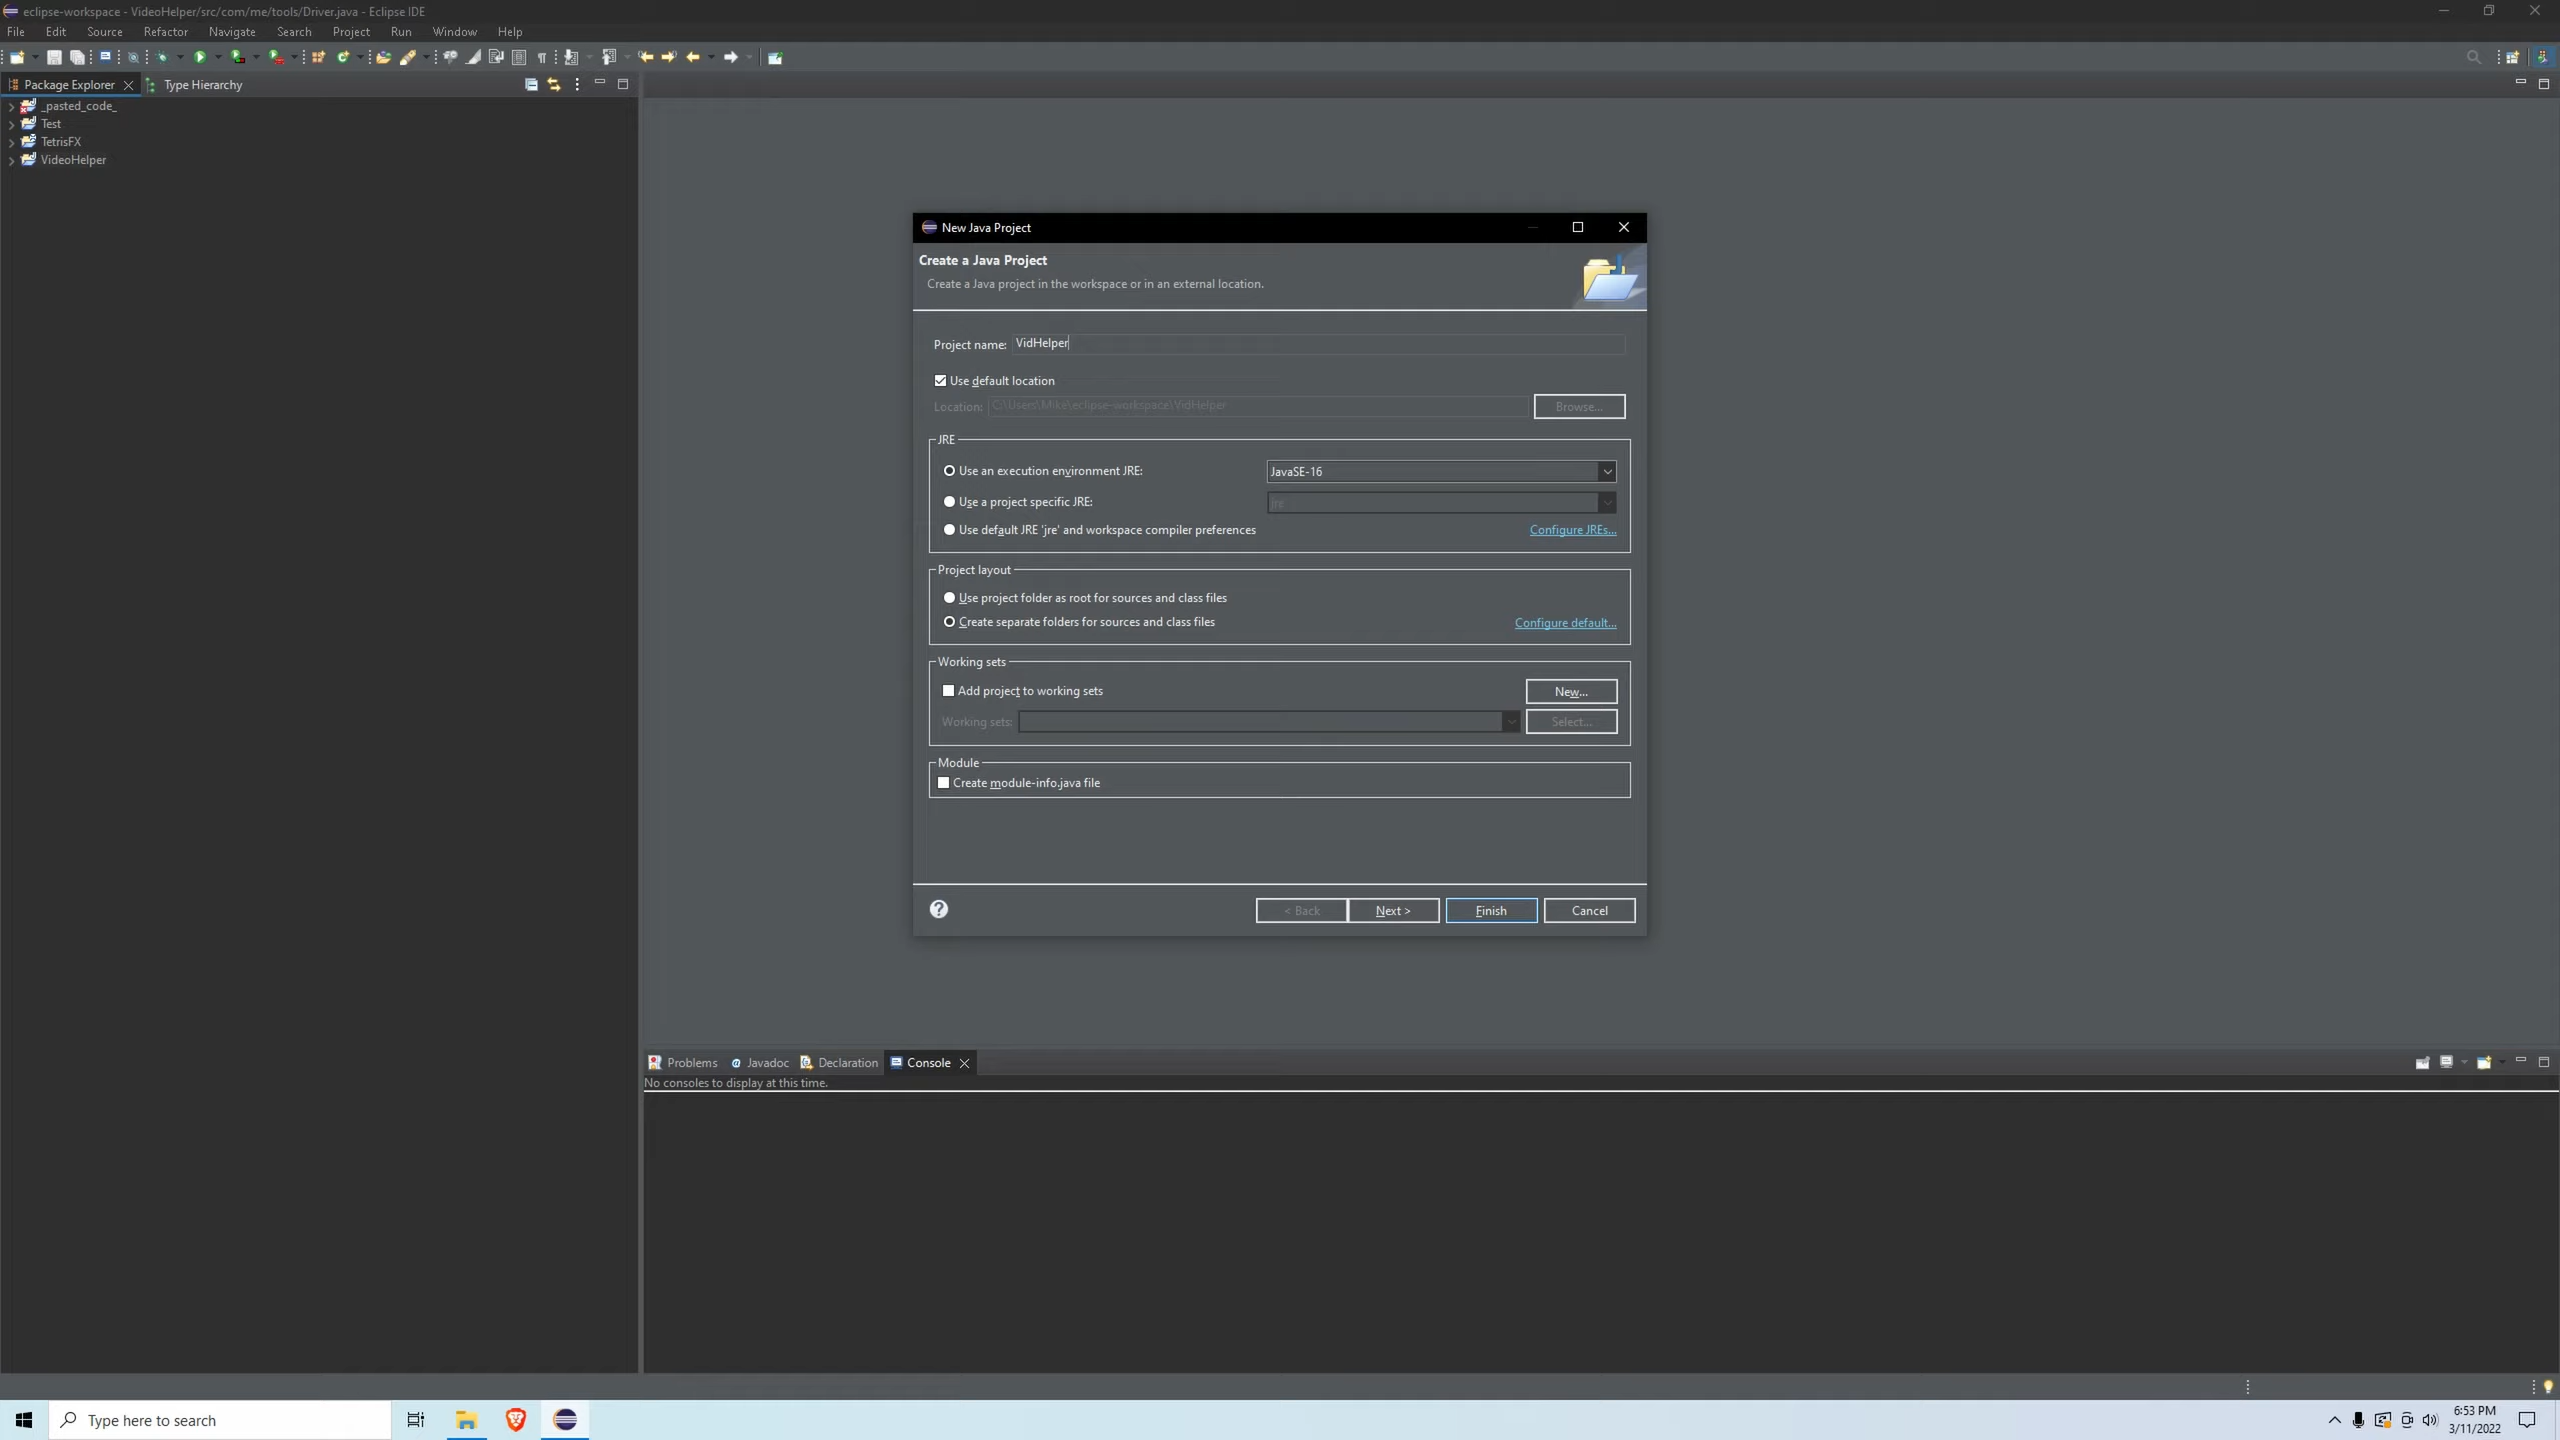 eclipse-workspace - VideoHelper/src/com/me/tools/Driver.java - Eclipse IDE
File Edit Source Refactor Navigate Search Project Run Window Help
Package Explorer Type Hierarchy
_pasted_code_
Test
TetrisFX
VideoHelper
New Java Project
Create a Java Project
Create a Java project in the workspace or in an external location.
Project name: VidHelper
Use default location
Location: C:\Users\Mike\eclipse-workspace\VidHelper Browse...
JRE
Use an execution environment JRE: JavaSE-16
Use a project specific JRE: jre
Use default JRE 'jre' and workspace compiler preferences Configure JREs...
Project layout
Use project folder as root for sources and class files
Create separate folders for sources and class files Configure default...
Working sets
Add project to working sets New...
Working sets: Select...
Module
Create module-info.java file
< Back Next > Finish Cancel
Problems Javadoc Declaration Console
No consoles to display at this time.
Type here to search
6:53 PM
3/11/2022